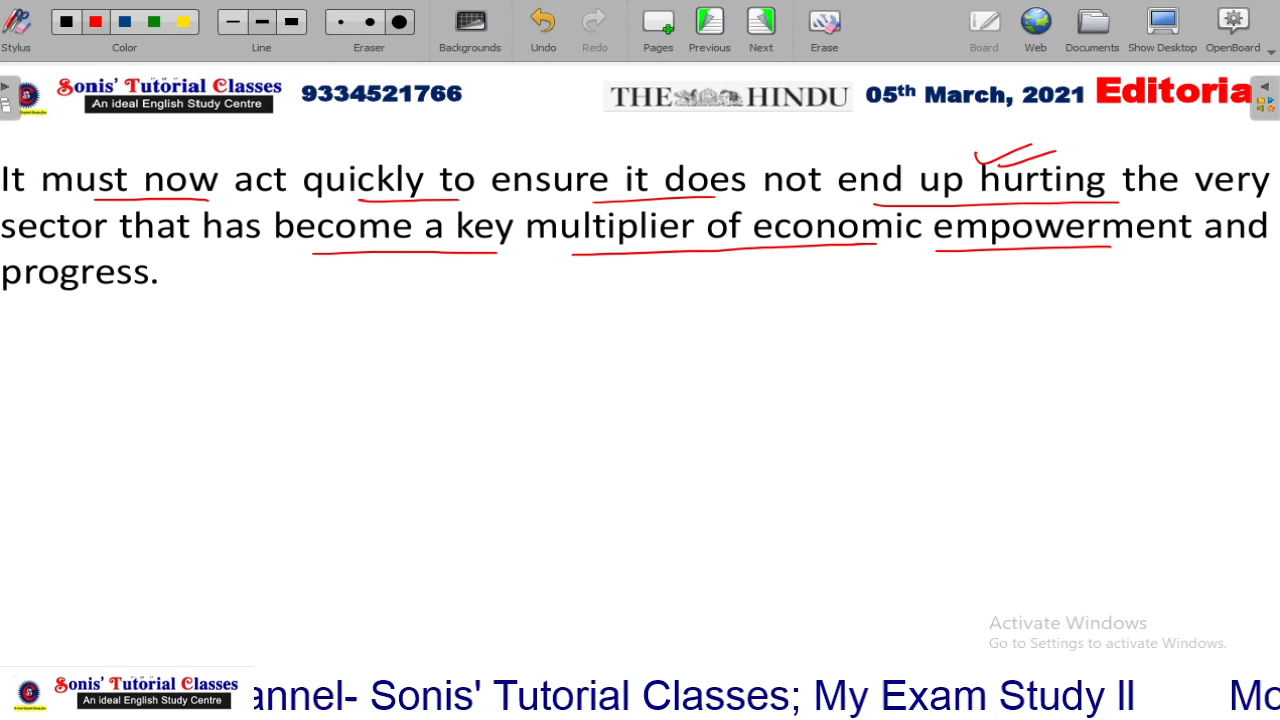 Stylus Color Line Eraser Backgrounds Undo Redo Pages Previous Next Erase Board Web Documents Show Desktop OpenBoard
Sonis' Tutorial Classes 9334521766 THE HINDU 05th March, 2021 Editoria
An ideal English Study Centre
It must now act quickly to ensure it does not end up hurting the very
sector that has become a key multiplier of economic empowerment and
progress.
Activate Windows
Go to Settings to activate Windows.
Sonis' Tutorial Classes
An ideal English Study Centre
annel- Sonis' Tutorial Classes; My Exam Study II Mo